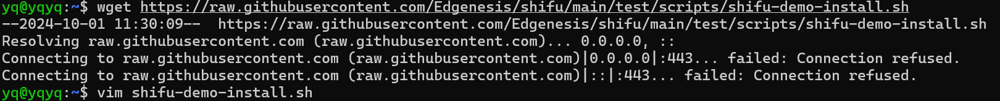 yq@yqyq:~$ wget https://raw.githubusercontent.com/Edgenesis/shifu/main/test/scripts/shifu-demo-install.sh
--2024-10-01 11:30:09--  https://raw.githubusercontent.com/Edgenesis/shifu/main/test/scripts/shifu-demo-install.sh
Resolving raw.githubusercontent.com (raw.githubusercontent.com)... 0.0.0.0, ::
Connecting to raw.githubusercontent.com (raw.githubusercontent.com)|0.0.0.0|:443... failed: Connection refused.
Connecting to raw.githubusercontent.com (raw.githubusercontent.com)|::|:443... failed: Connection refused.
yq@yqyq:~$ vim shifu-demo-install.sh